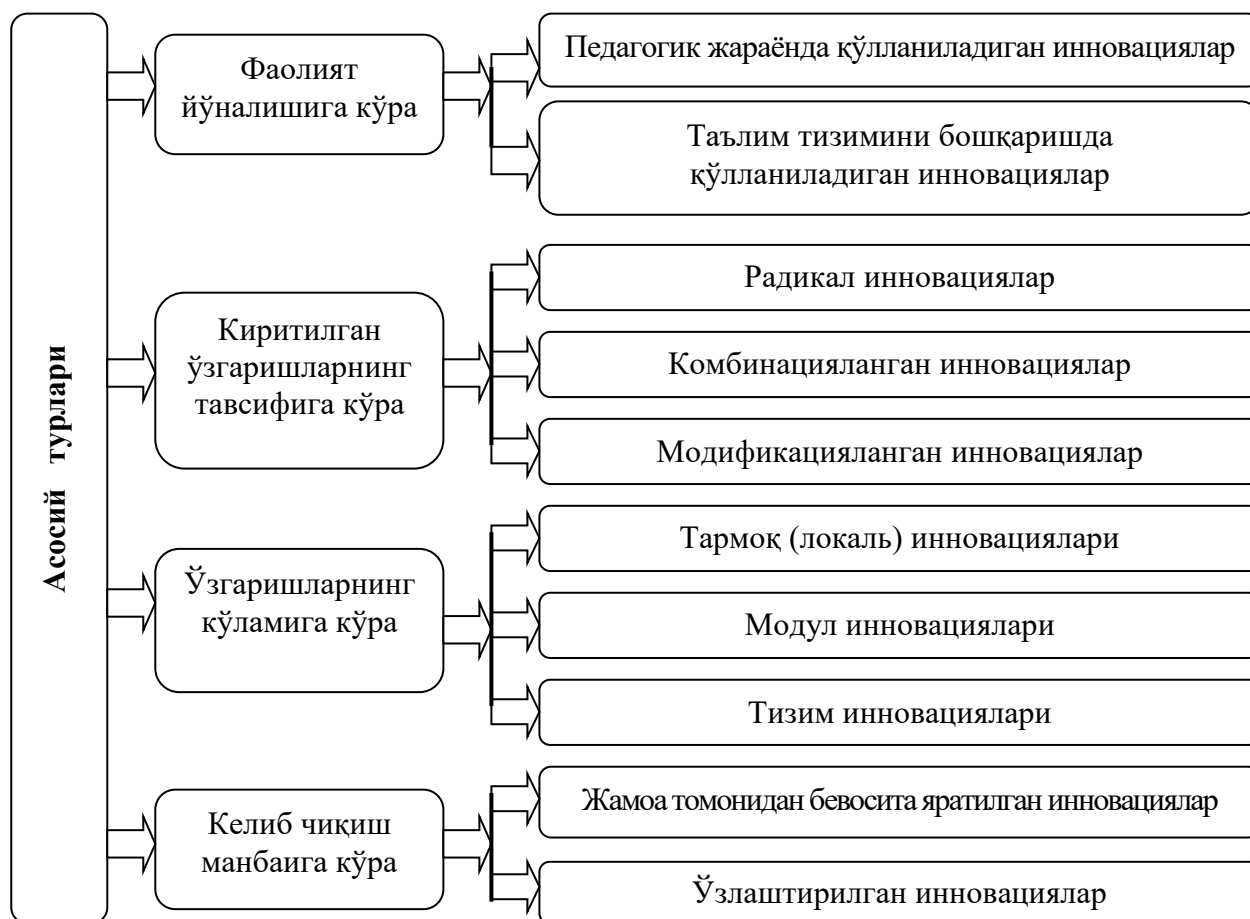 Асосий турлари
Фаолият
йўналишига кўра
Педагогик жараёнда қўлланиладиган инновациялар
Таълим тизимини бошқаришда
қўлланиладиган инновациялар
Киритилган
ўзгаришларнинг
тавсифига кўра
Радикал инновациялар
Комбинацияланган инновациялар
Модификацияланган инновациялар
Ўзгаришларнинг
кўламига кўра
Тармоқ (локаль) инновациялари
Модул инновациялари
Тизим инновациялари
Келиб чиқиш
манбаига кўра
Жамоа томонидан бевосита яратилган инновациялар
Ўзлаштирилган инновациялар